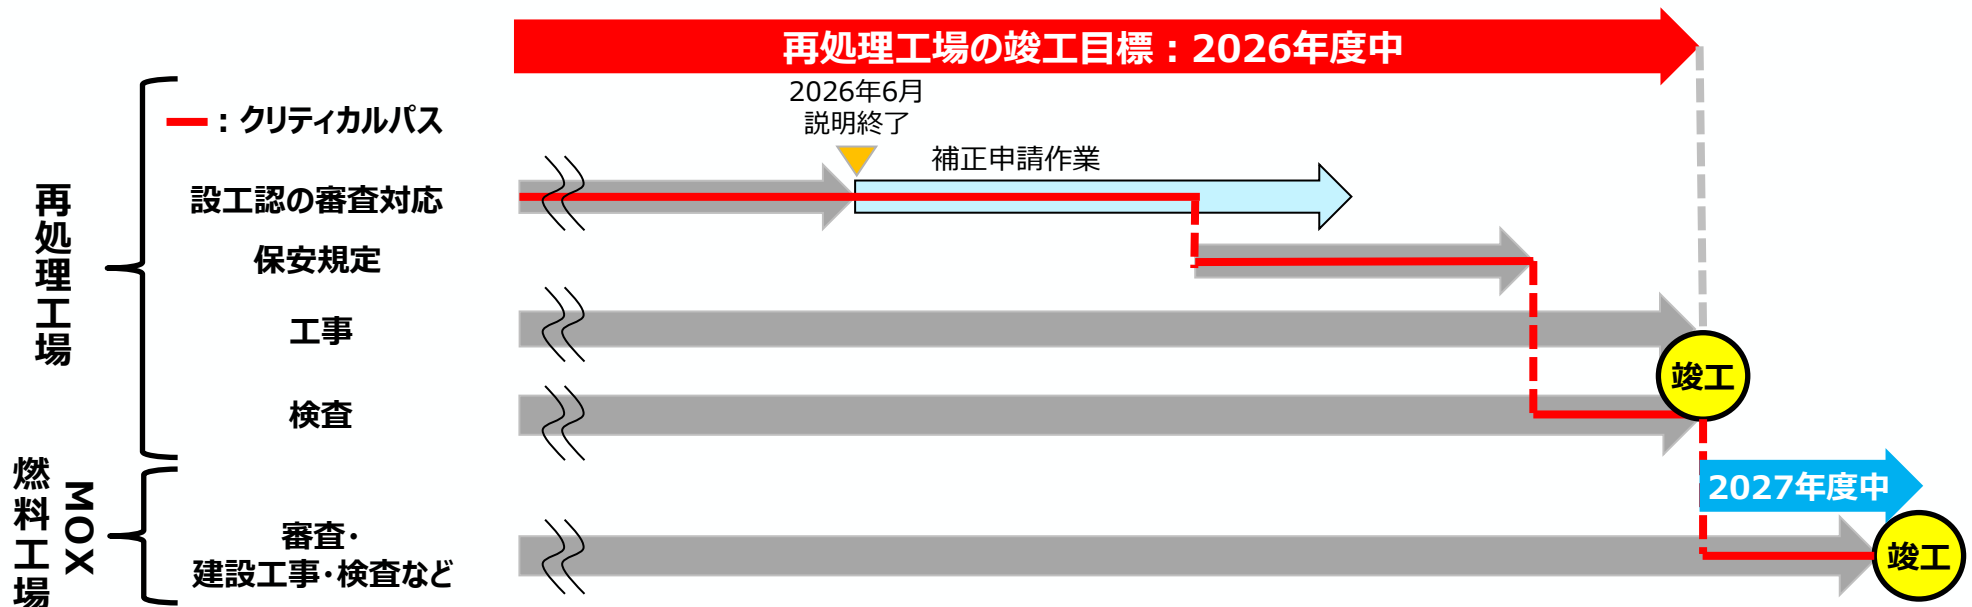 再処理工場の竣工目標：2026年度中
2026年6月
説明終了
：クリティカルパス
補正申請作業
再処理工場
設工認の審査対応
保安規定
工事
竣工
検査
MOX
燃料工場
2027年度中
審査・
建設工事・検査など
竣工